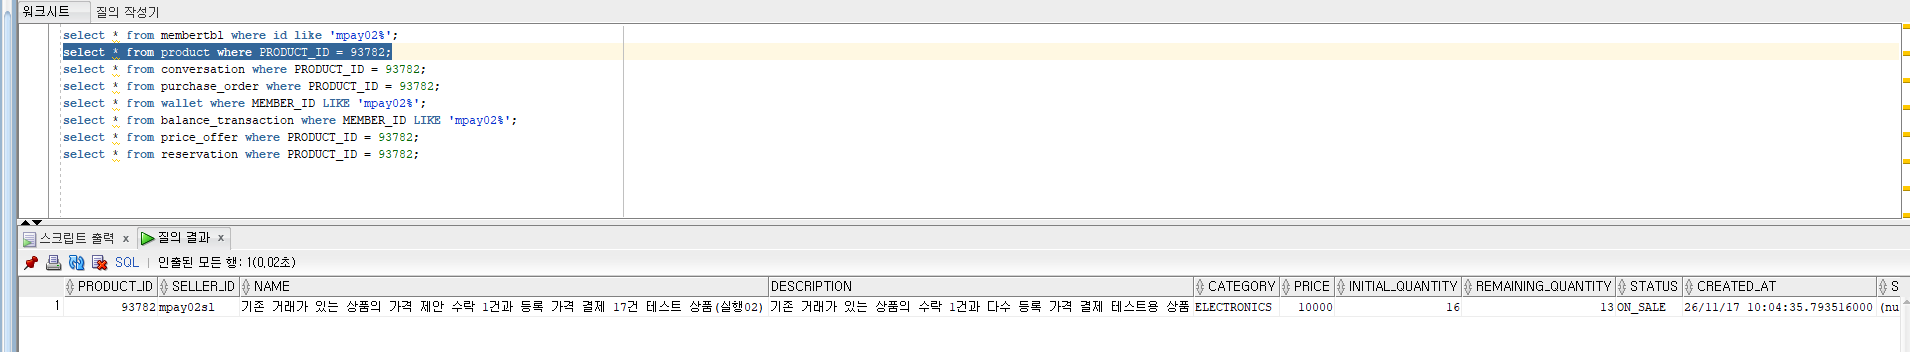 워크시트 질의 작성기
select * from membertbl where id like 'mpay02%';
select * from product where PRODUCT_ID = 93782;
select * from conversation where PRODUCT_ID = 93782;
select * from purchase_order where PRODUCT_ID = 93782;
select * from wallet where MEMBER_ID LIKE 'mpay02%';
select * from balance_transaction where MEMBER_ID LIKE 'mpay02%';
select * from price_offer where PRODUCT_ID = 93782;
select * from reservation where PRODUCT_ID = 93782;
스크립트 출력 x 질의 결과 x
SQL | 인출된 모든 행: 1(0,02초)
PRODUCT_ID SELLER_ID NAME DESCRIPTION CATEGORY PRICE INITIAL_QUANTITY REMAINING_QUANTITY STATUS CREATED_AT S
1 93782 mpay02sl 기존 거래가 있는 상품의 가격 제안 수락 1건과 등록 가격 결제 17건 테스트 상품(실행02) 기존 거래가 있는 상품의 수락 1건과 다수 등록 가격 결제 테스트용 상품 ELECTRONICS 10000 16 13 ON_SALE 26/11/17 10:04:35.793516000 (nu